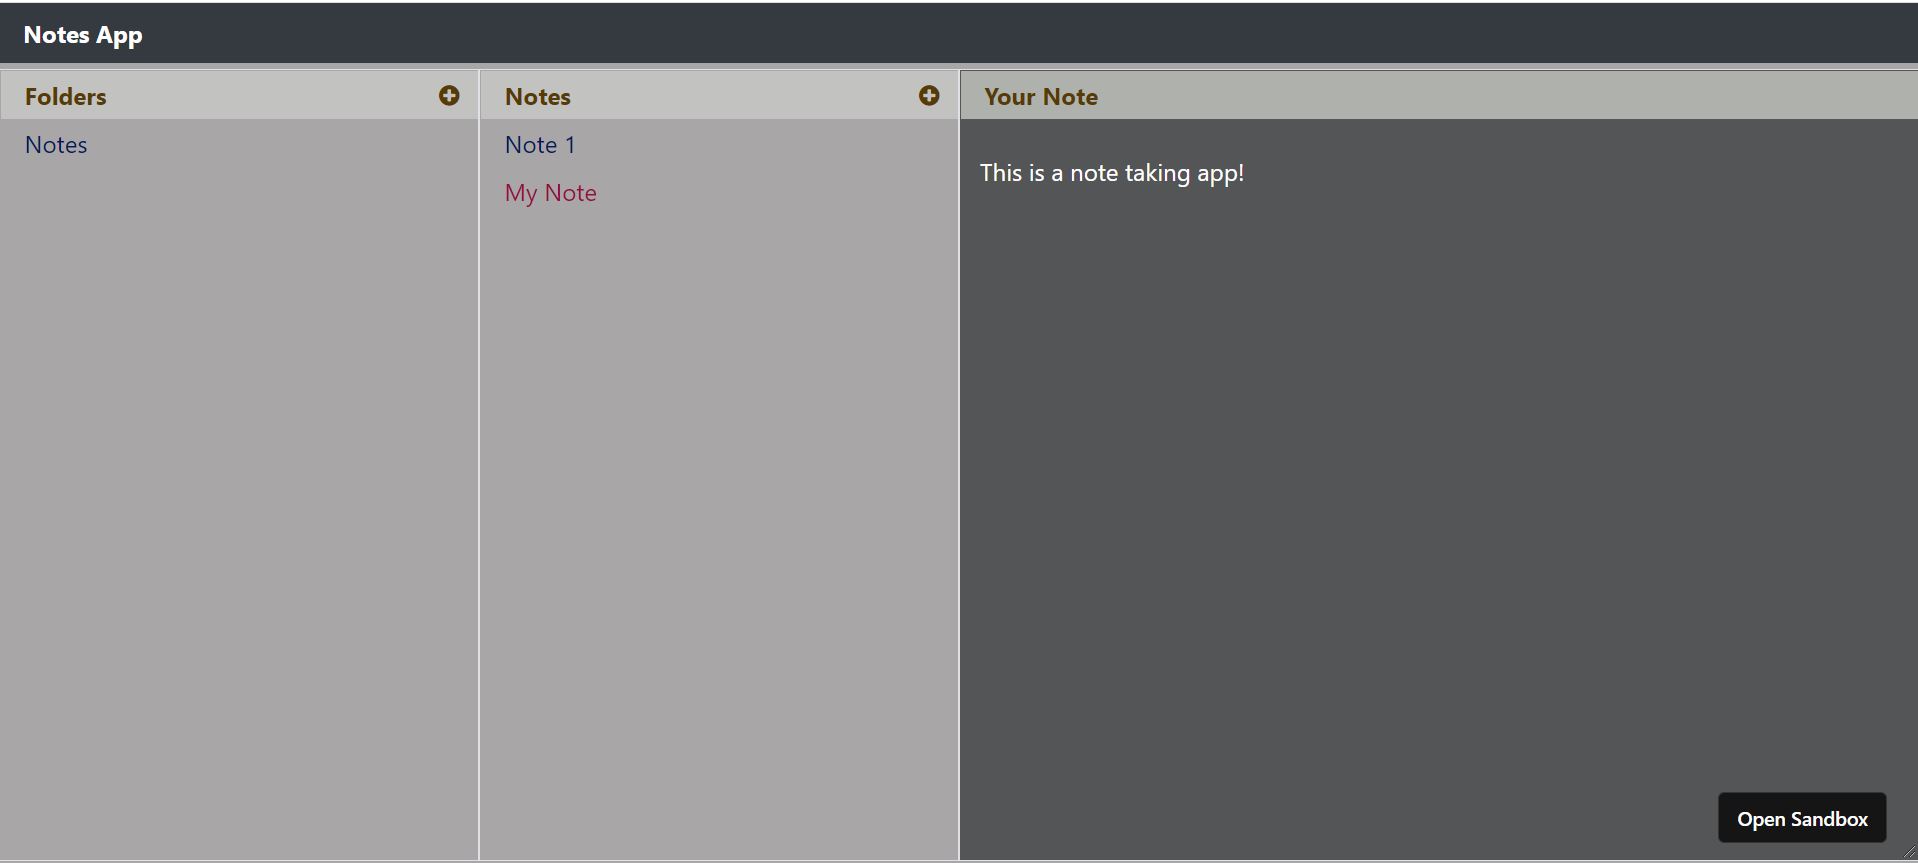 Notes App
Folders
Notes
Notes
Note 1
My Note
Your Note
This is a note taking app!
Open Sandbox